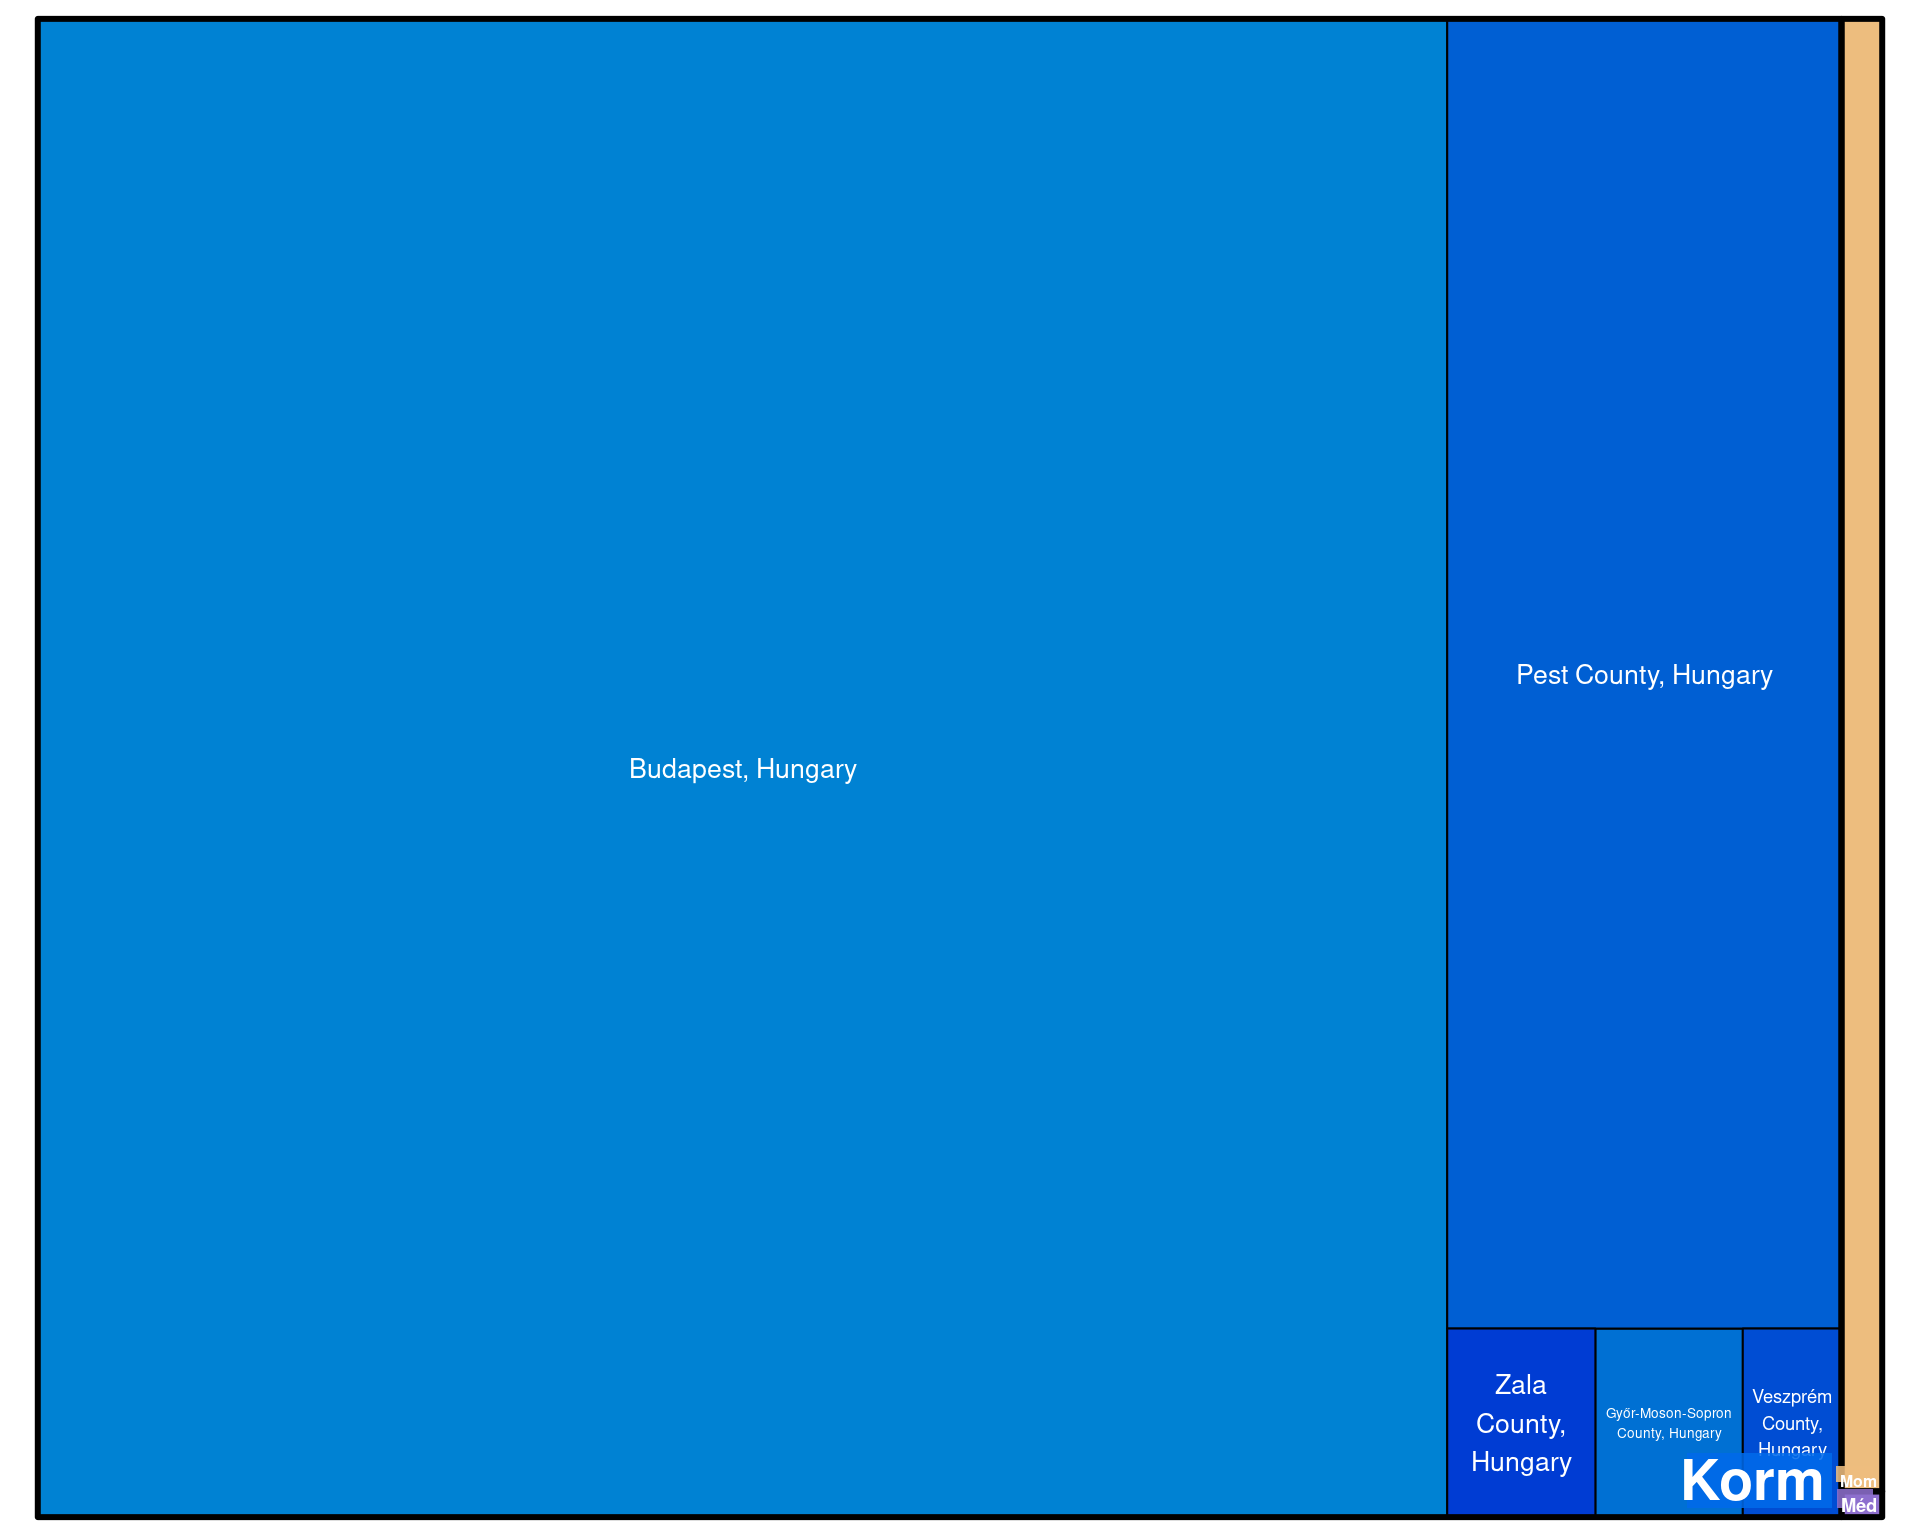 Budapest, Hungary
Pest County, Hungary
Zala
County,
Hungary
Győr-Moson-Sopron
County, Hungary
Veszprém
County,
Hungary
Korm
Mom
Méd